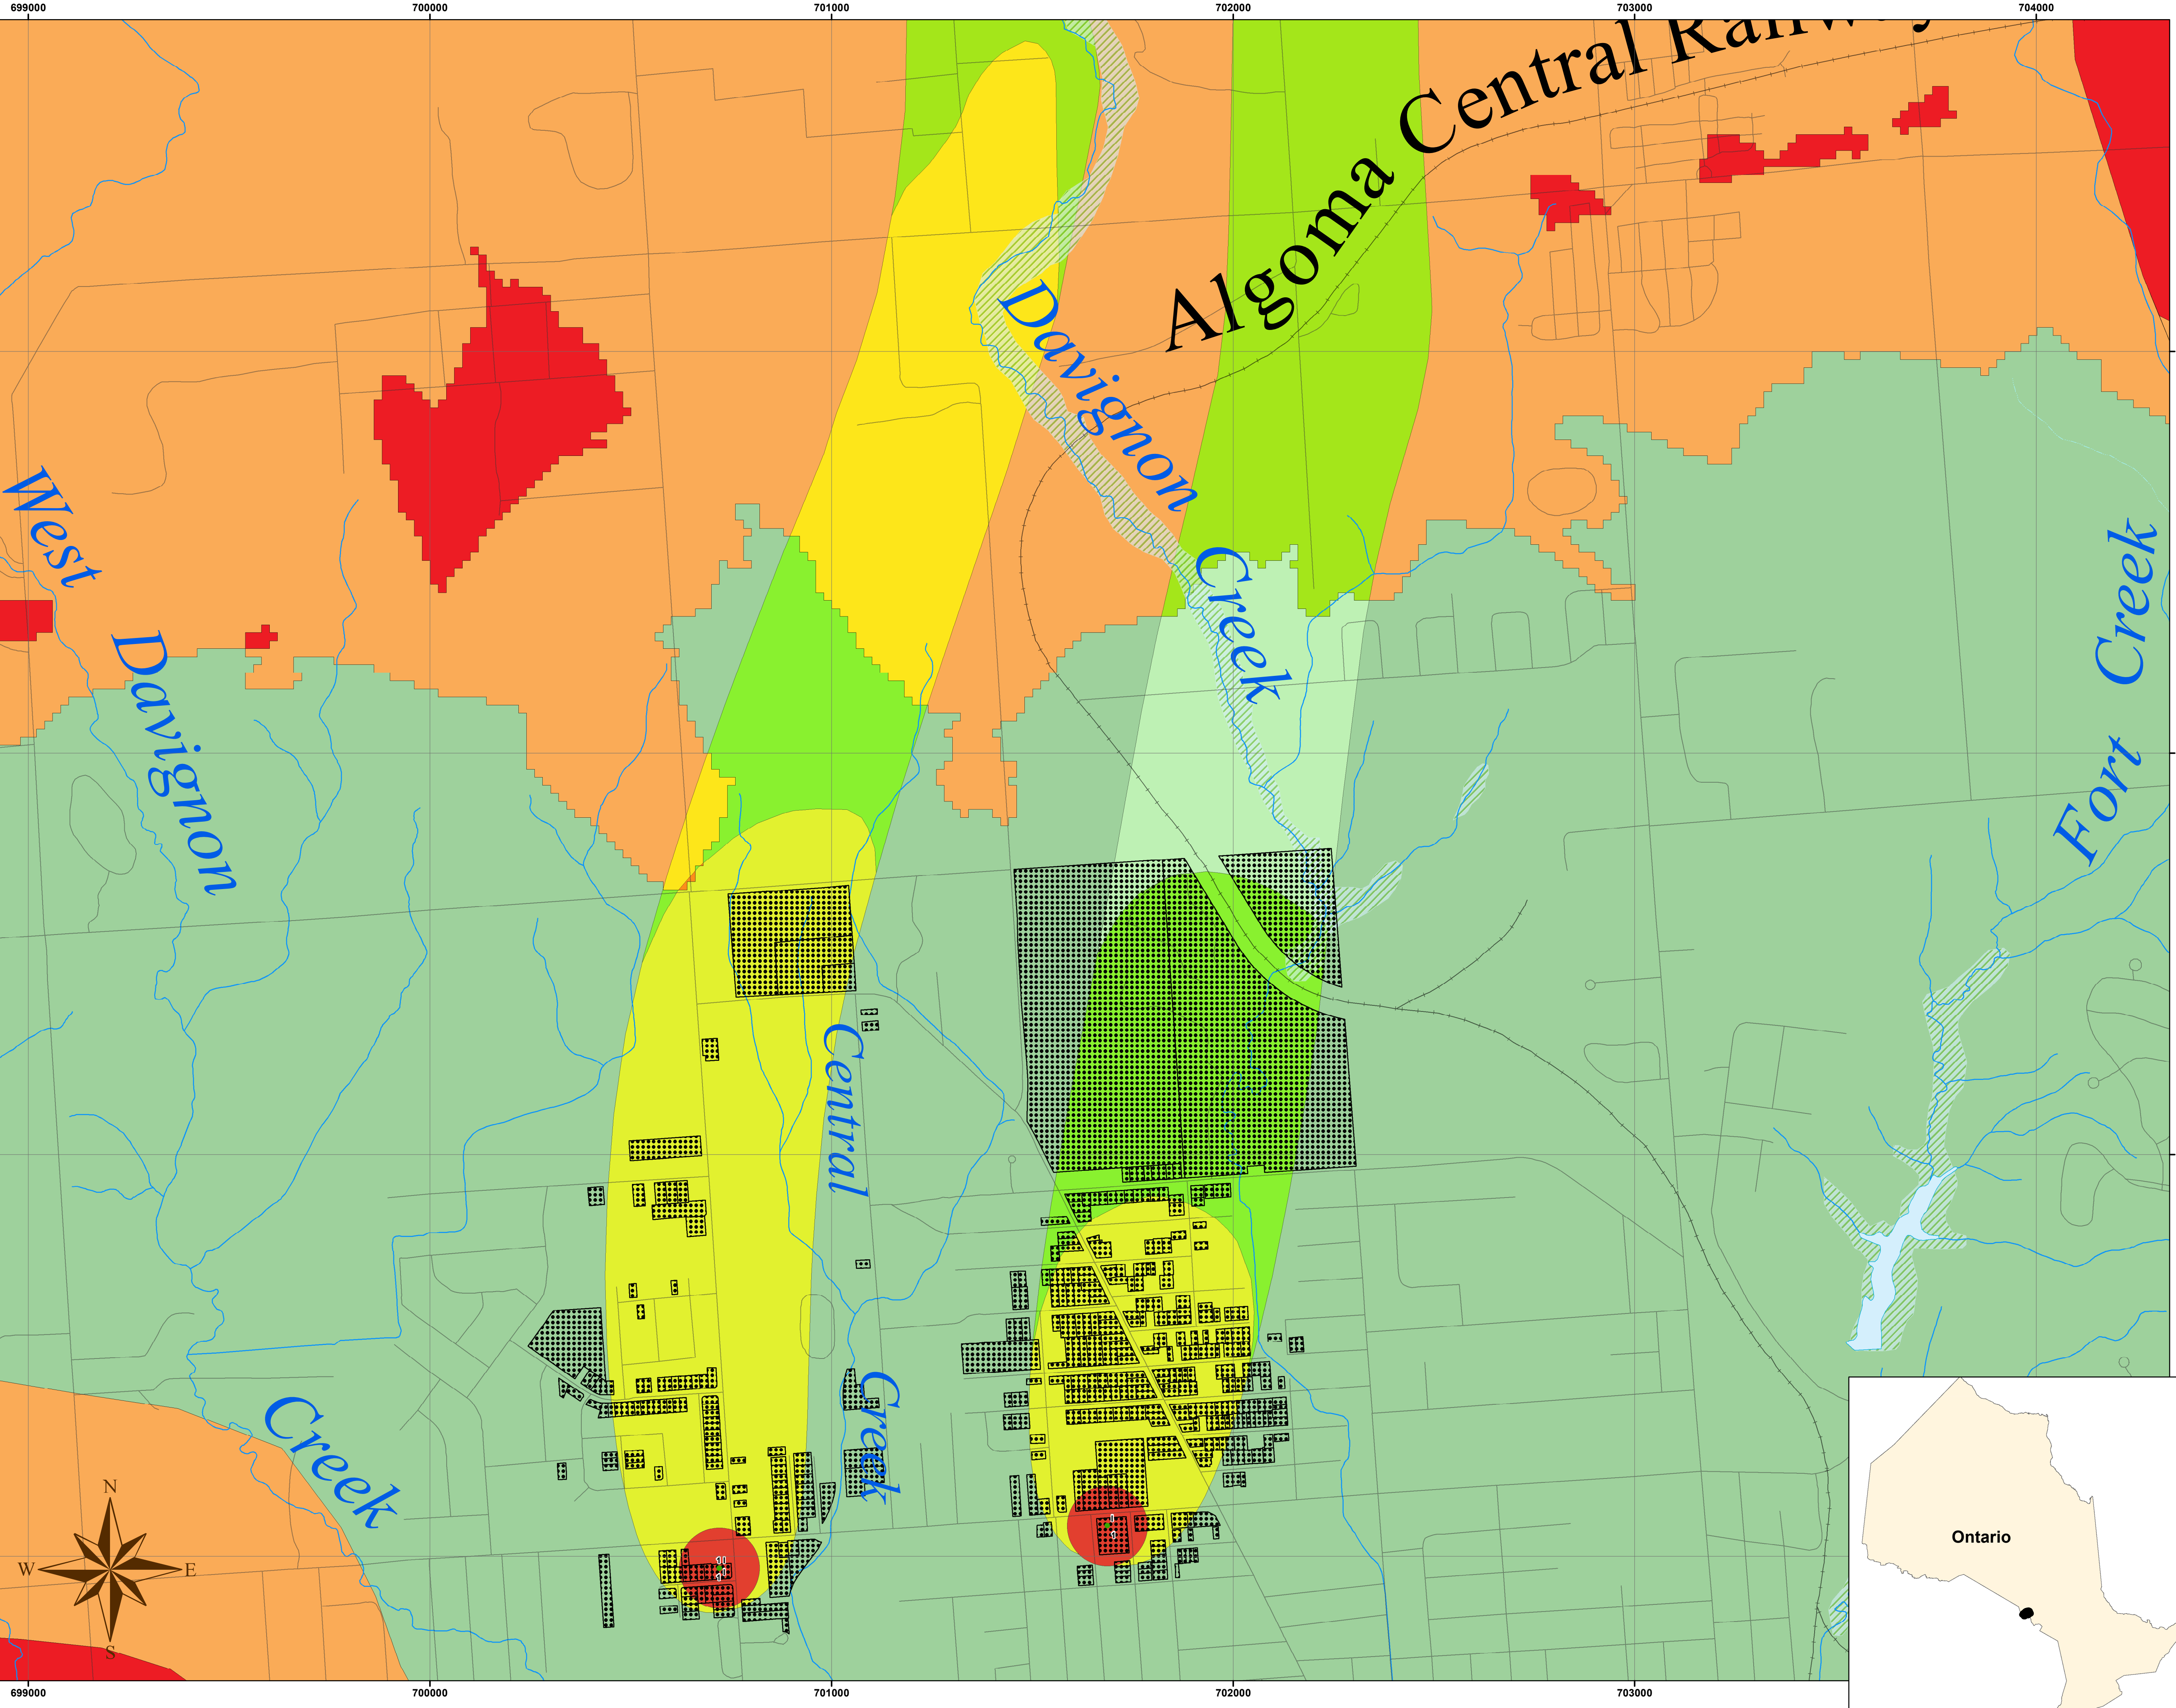 699000 700000 701000 702000 703000 704000
Algoma Central Railway
Davignon Creek
West Davignon Creek
Fort Creek
Central Creek
N
W E
S
Ontario
699000 700000 701000 702000 703000